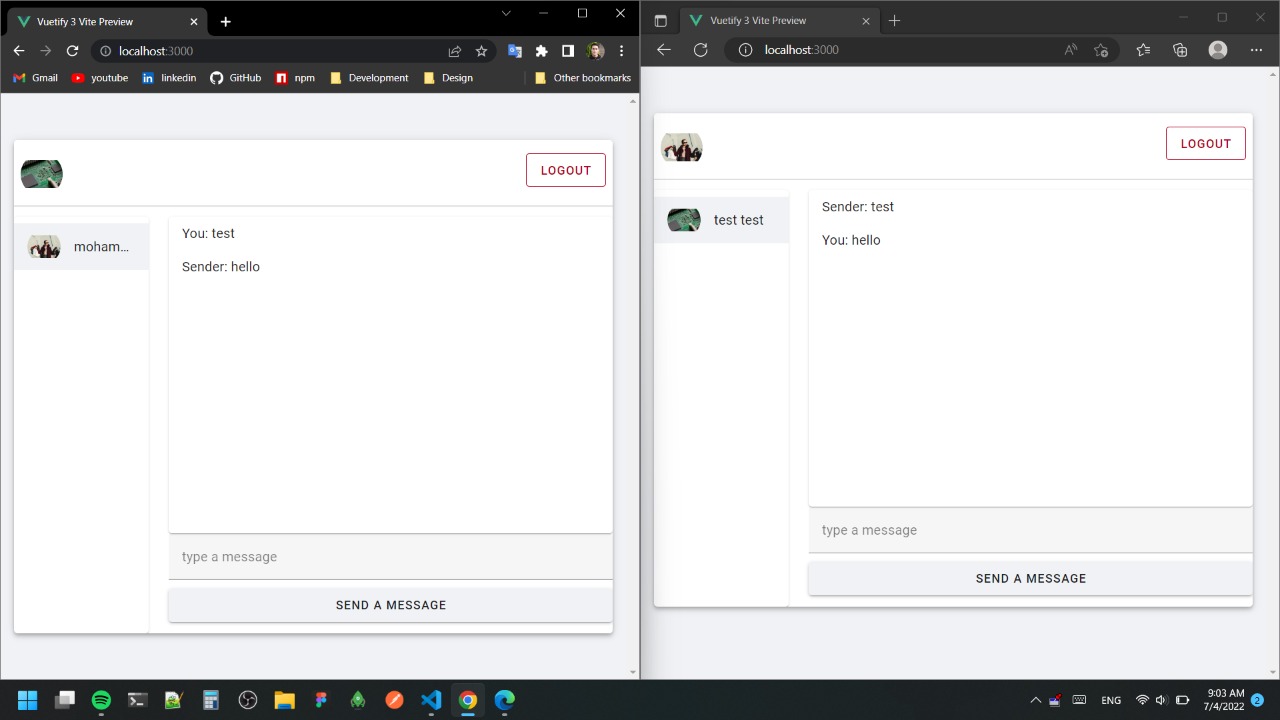 Vuetify 3 Vite Preview
localhost:3000
Gmail youtube linkedin GitHub npm Development Design Other bookmarks
LOGOUT
moham...
You: test
Sender: hello
type a message
SEND A MESSAGE
Vuetify 3 Vite Preview
localhost:3000
LOGOUT
test test
Sender: test
You: hello
type a message
SEND A MESSAGE
ENG
9:03 AM
7/4/2022
2